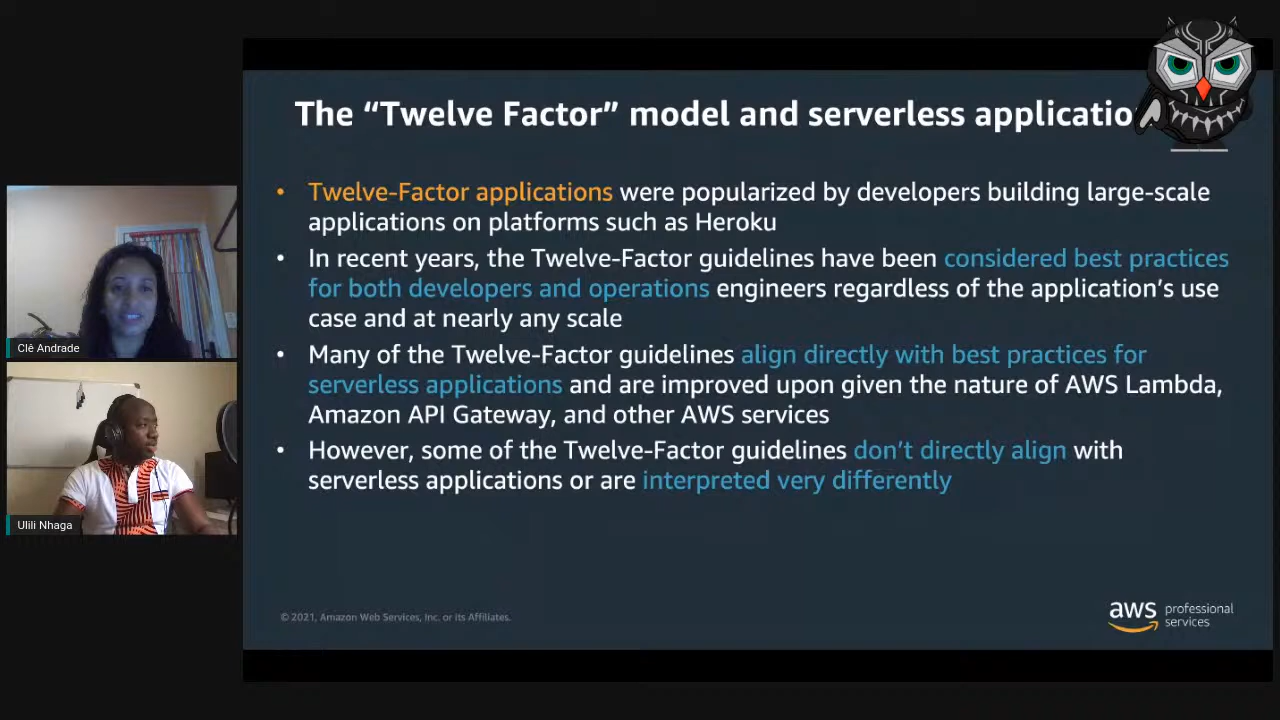 The “Twelve Factor” model and serverless applicatio
• Twelve-Factor applications were popularized by developers building large-scale
applications on platforms such as Heroku
• In recent years, the Twelve-Factor guidelines have been considered best practices
for both developers and operations engineers regardless of the application’s use
case and at nearly any scale
• Many of the Twelve-Factor guidelines align directly with best practices for
serverless applications and are improved upon given the nature of AWS Lambda,
Amazon API Gateway, and other AWS services
• However, some of the Twelve-Factor guidelines don’t directly align with
serverless applications or are interpreted very differently
Clê Andrade
Ulili Nhaga
© 2021, Amazon Web Services, Inc. or its Affiliates.
aws professional
services